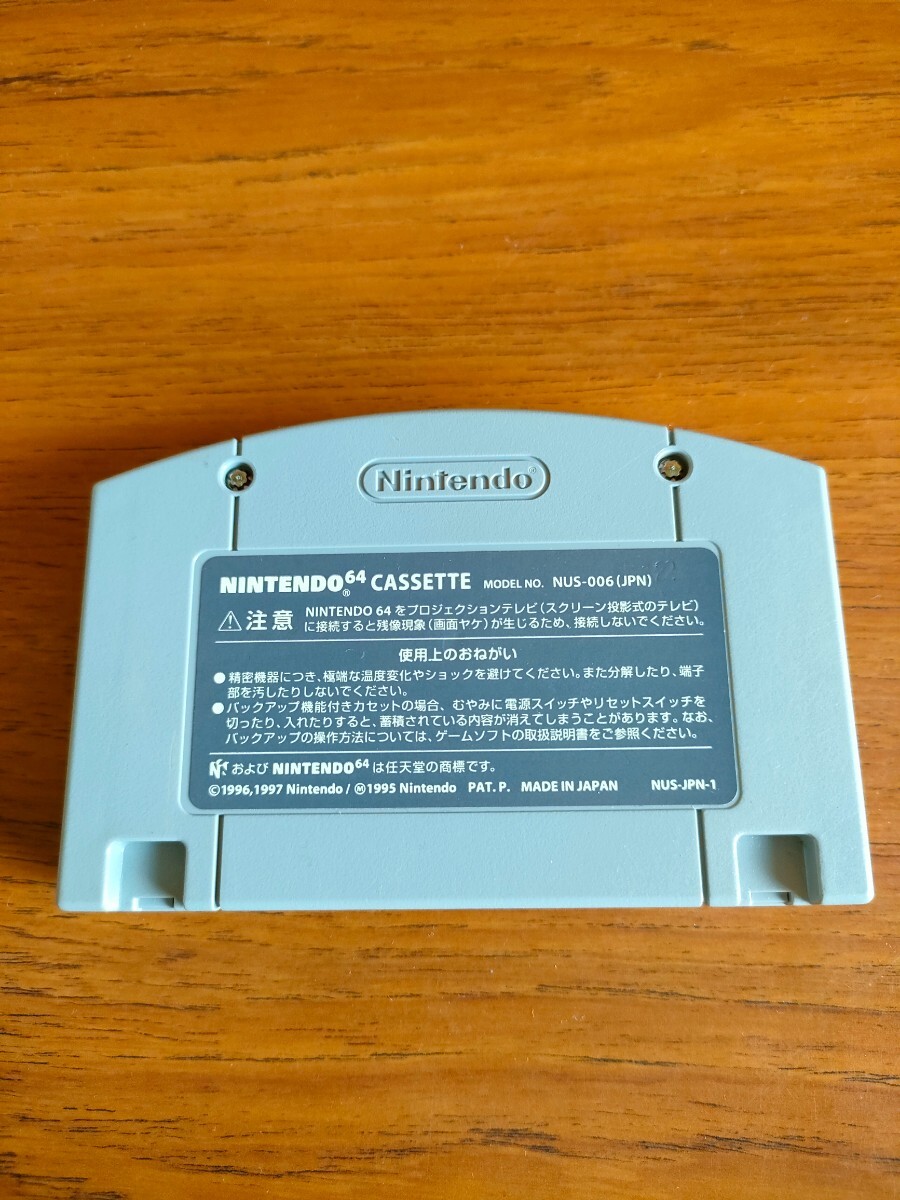 Nintendo®
NINTENDO64® CASSETTE MODEL NO. NUS-006(JPN)
⚠注意 NINTENDO 64をプロジェクションテレビ(スクリーン投影式のテレビ)
に接続すると残像現象(画面ヤケ)が生じるため、接続しないでください。
使用上のおねがい
●精密機器につき、極端な温度変化やショックを避けてください。また分解したり、端子
部を汚したりしないでください。
●バックアップ機能付きカセットの場合、むやみに電源スイッチやリセットスイッチを
切ったり、入れたりすると、蓄積されている内容が消えてしまうことがあります。なお、
バックアップの操作方法については、ゲームソフトの取扱説明書をご参照ください。
および NINTENDO64 は任天堂の商標です。
©1996,1997 Nintendo / Ⓜ1995 Nintendo PAT. P. MADE IN JAPAN NUS-JPN-1